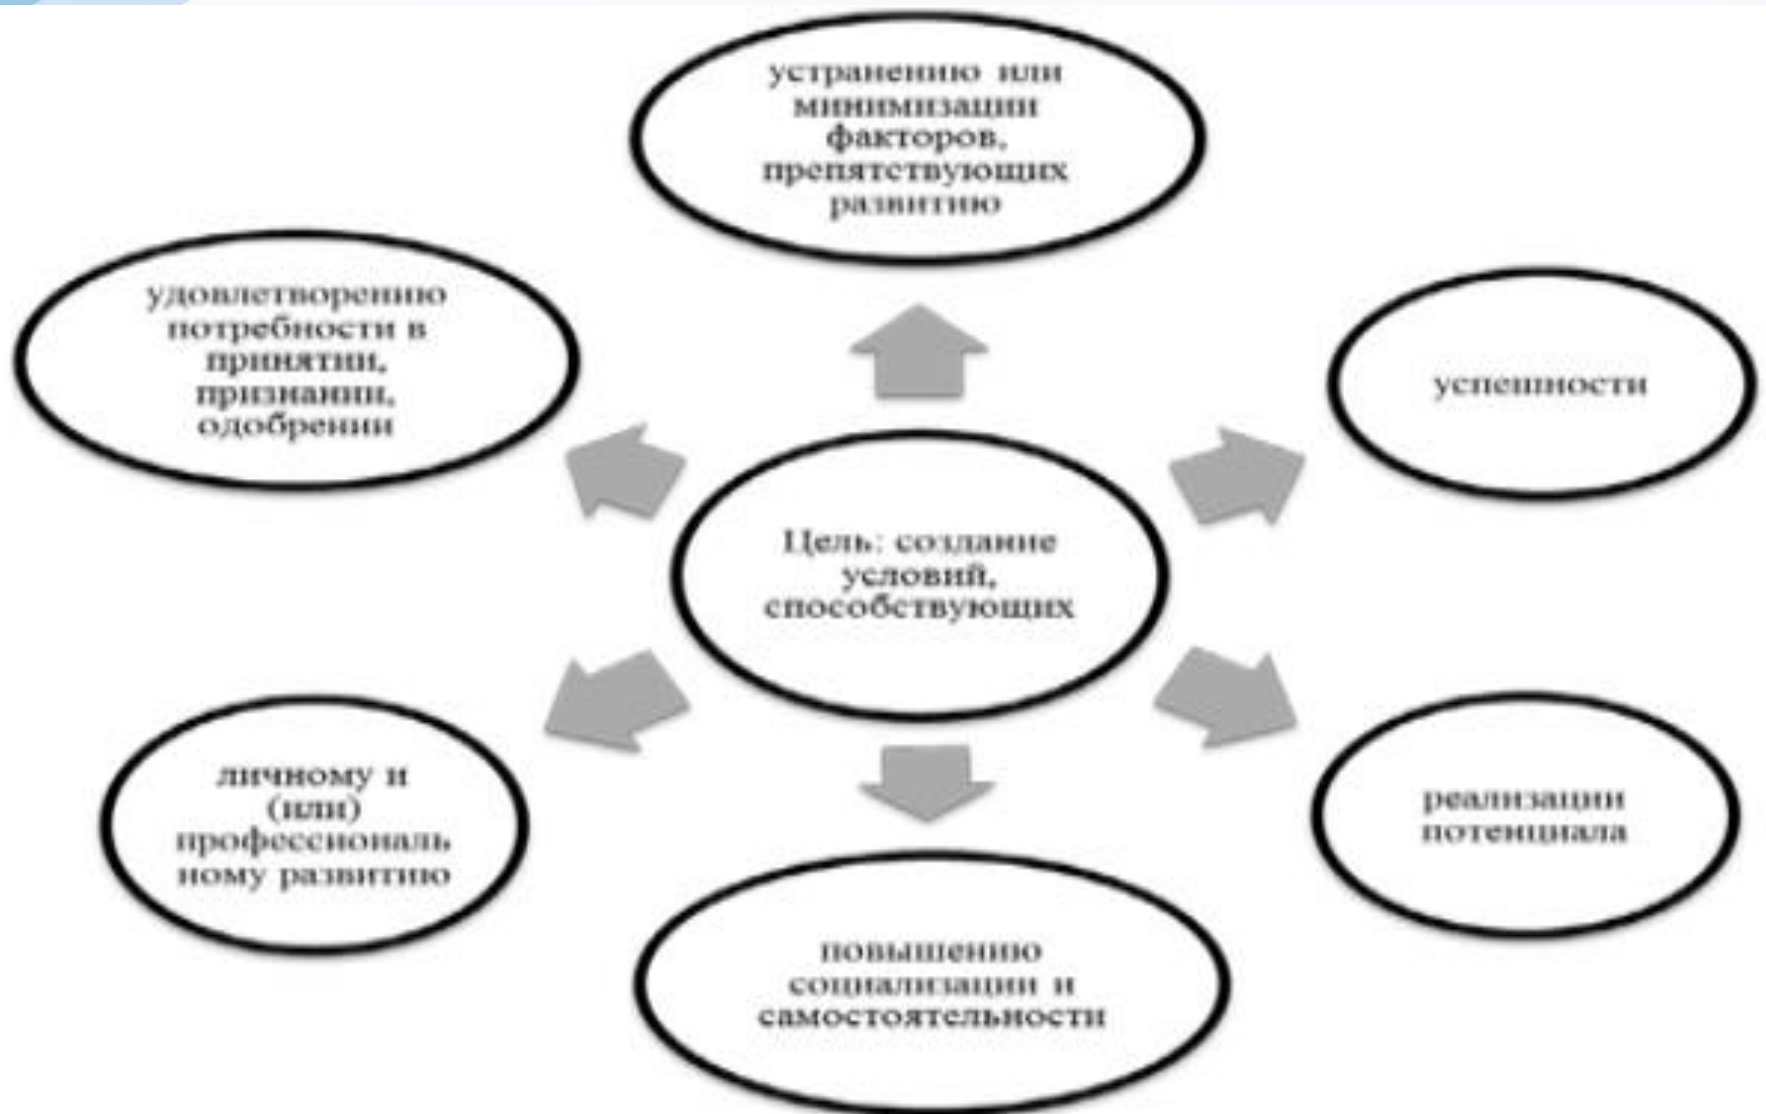 устранению или
минимизации
факторов,
препятствующих
развитию
удовлетворению
потребности в
принятии,
признании,
одобрении
успешности
Цель: создание
условий,
способствующих
личному и
(или)
профессиональ
ному развитию
реализации
потенциала
повышению
социализации и
самостоятельности